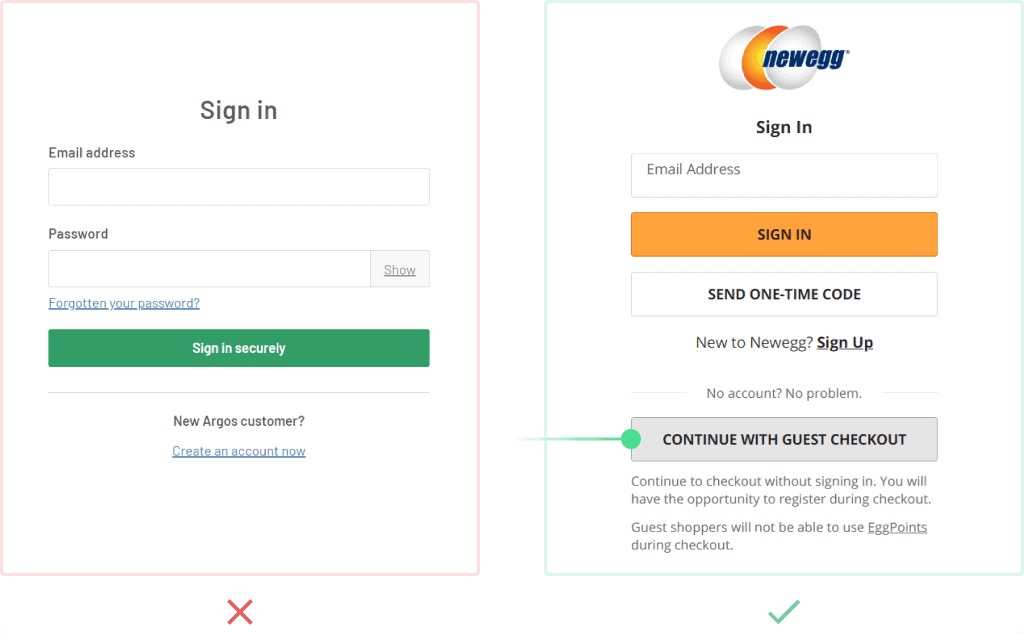 Sign in
Email address
Password
Show
Forgotten your password?
Sign in securely
New Argos customer?
Create an account now
newegg
Sign In
Email Address
SIGN IN
SEND ONE-TIME CODE
New to Newegg? Sign Up
No account? No problem.
CONTINUE WITH GUEST CHECKOUT
Continue to checkout without signing in. You will
have the opportunity to register during checkout.
Guest shoppers will not be able to use EggPoints
during checkout.